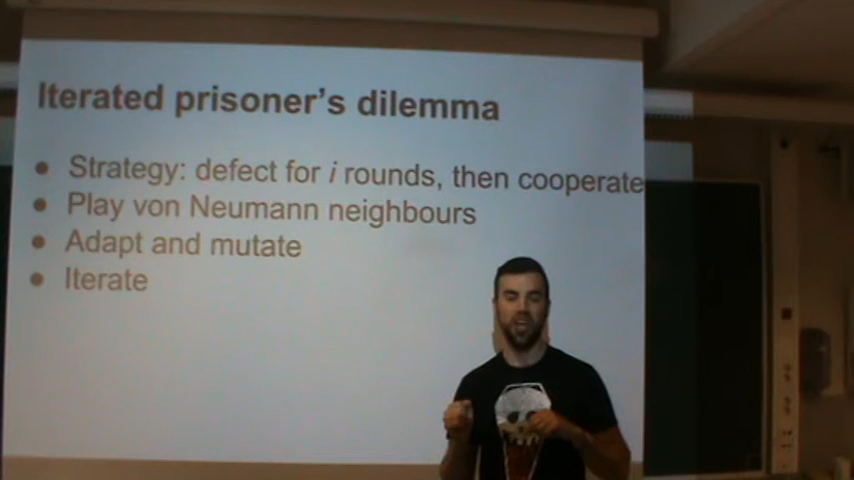 Iterated prisoner's dilemma
● Strategy: defect for i rounds, then cooperate
● Play von Neumann neighbours
● Adapt and mutate
● Iterate